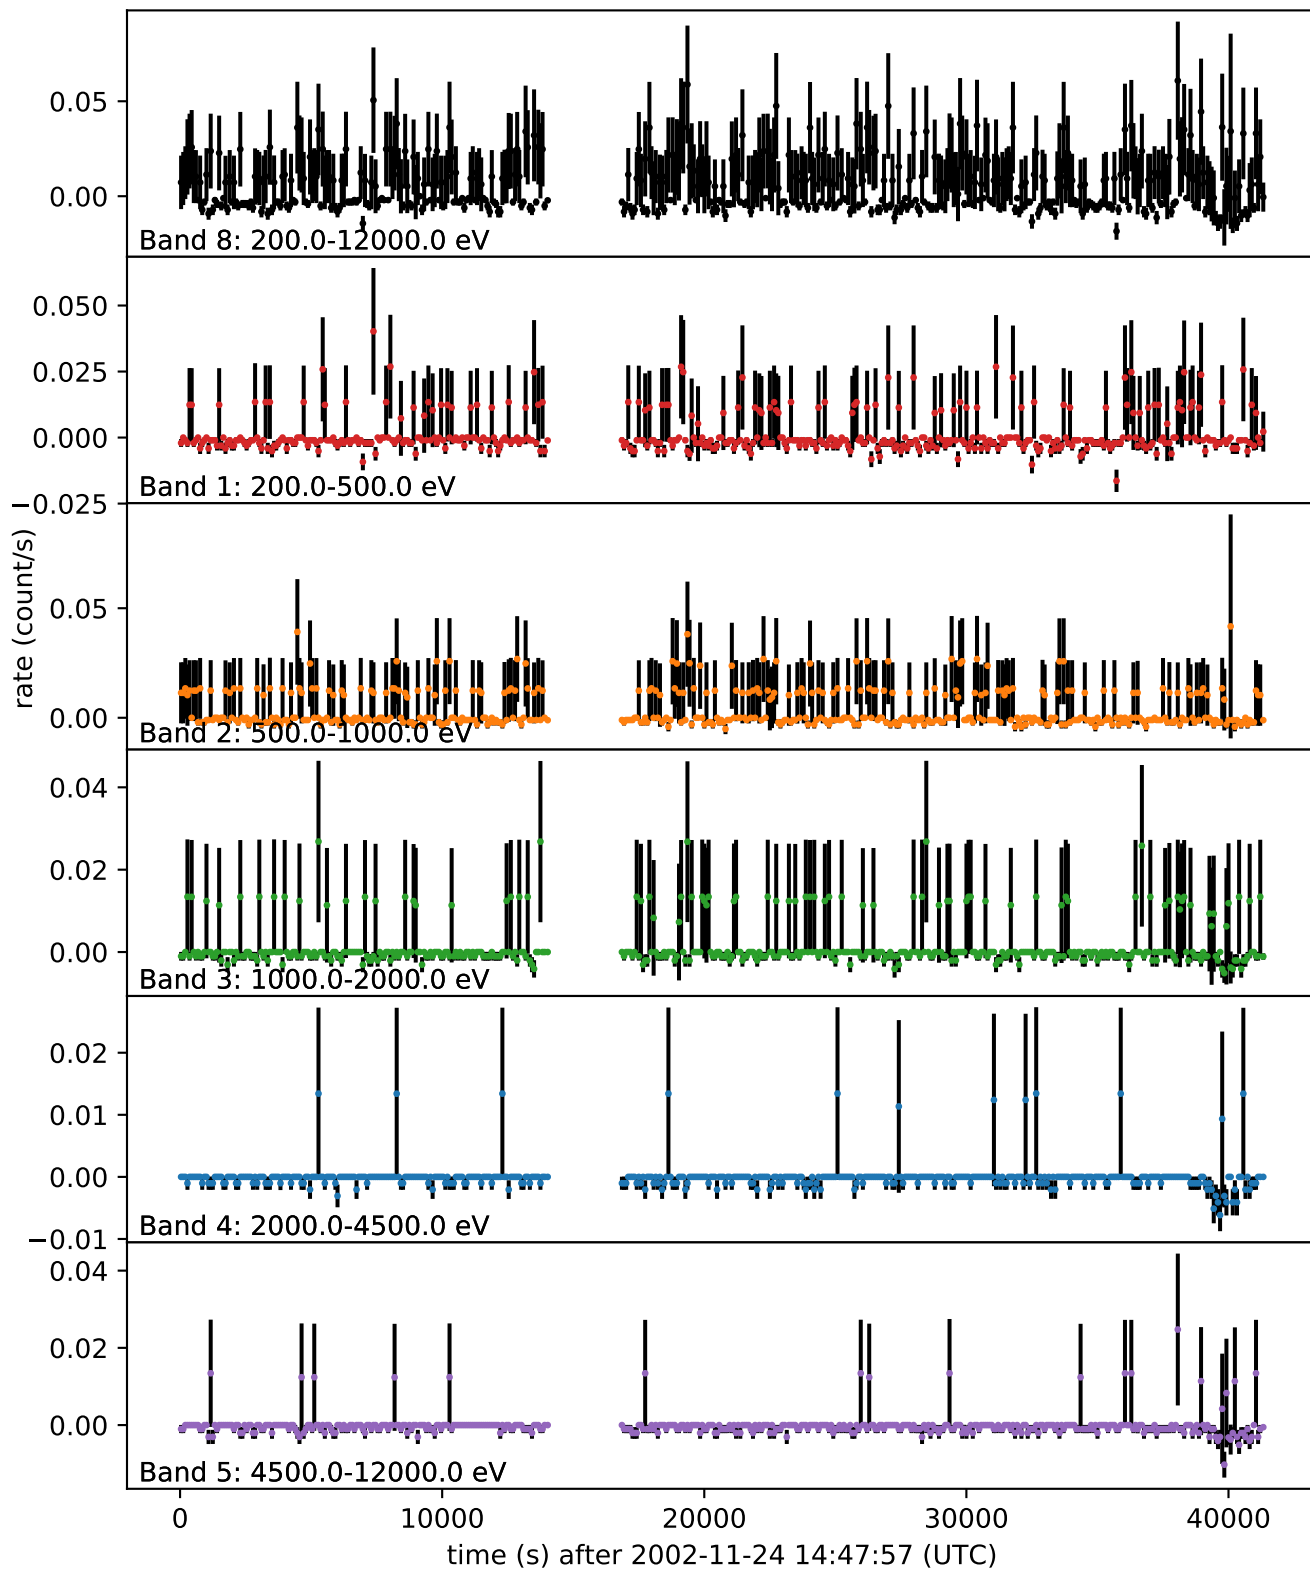 0.05
0.00
Band 8: 200.0-12000.0 eV
0.050
0.025
0.000
−0.025
Band 1: 200.0-500.0 eV
rate (count/s)
0.05
0.00
Band 2: 500.0-1000.0 eV
0.04
0.02
0.00
Band 3: 1000.0-2000.0 eV
0.02
0.01
0.00
−0.01
Band 4: 2000.0-4500.0 eV
0.04
0.02
0.00
Band 5: 4500.0-12000.0 eV
0 10000 20000 30000 40000
time (s) after 2002-11-24 14:47:57 (UTC)